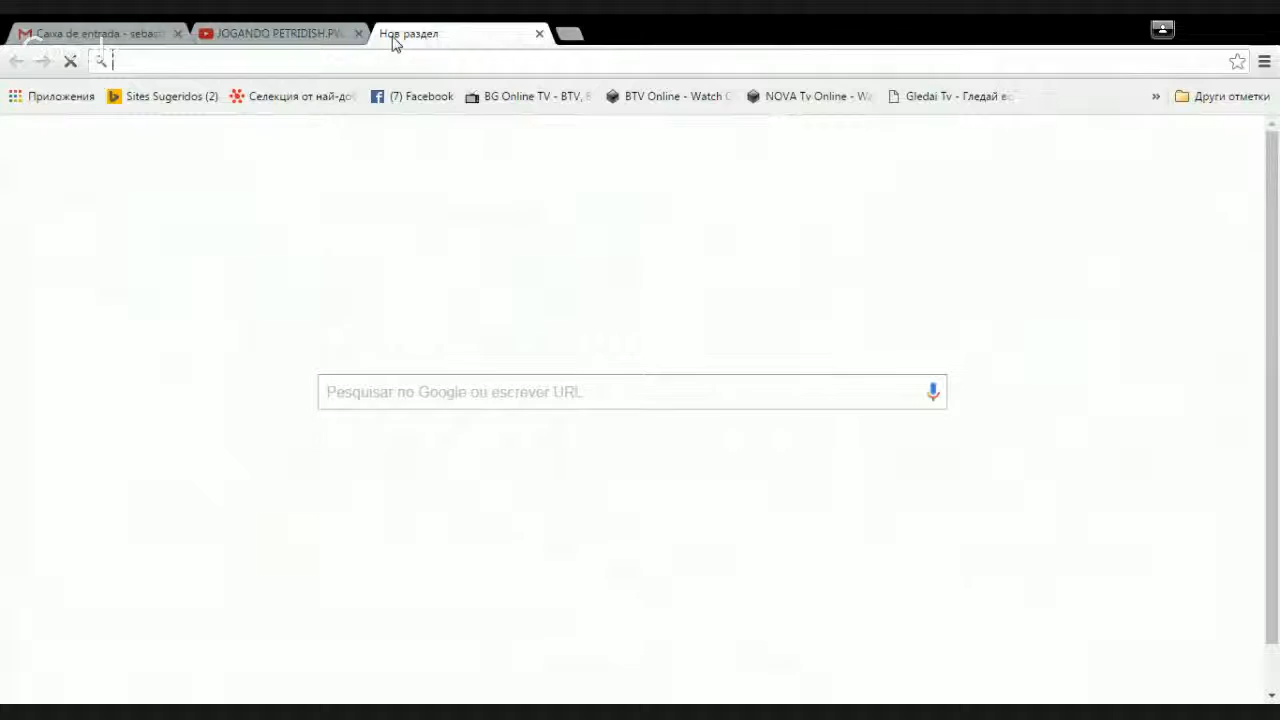 Caixa de entrada - sebast
JOGANDO PETRIDISH.PW
Нов раздел
Приложения
Sites Sugeridos (2)
Селекция от най-до
(7) Facebook
BG Online TV - BTV,
BTV Online - Watch
NOVA Tv Online - Wa
Gledai Tv - Гледай
»
Други отметки
Pesquisar no Google ou escrever URL